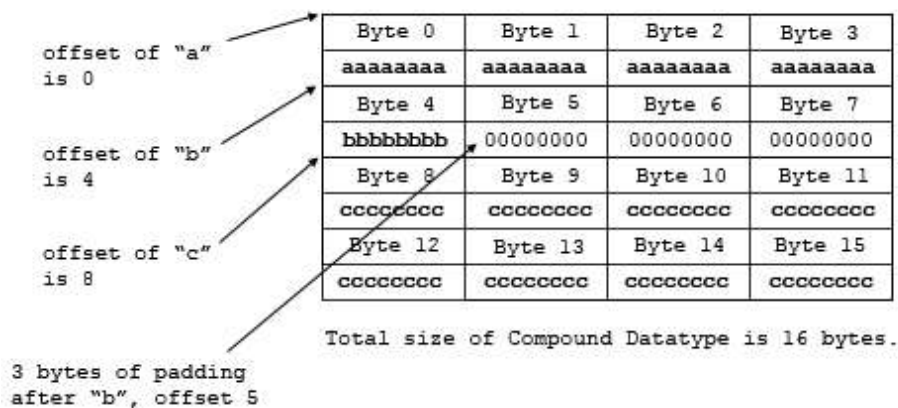 offset of “a”
is 0
offset of “b”
is 4
offset of “c”
is 8
3 bytes of padding
after “b”, offset 5
Byte 0 Byte 1 Byte 2 Byte 3
aaaaaaaa aaaaaaaa aaaaaaaa aaaaaaaa
Byte 4 Byte 5 Byte 6 Byte 7
bbbbbbbb 00000000 00000000 00000000
Byte 8 Byte 9 Byte 10 Byte 11
cccccccc cccccccc cccccccc cccccccc
Byte 12 Byte 13 Byte 14 Byte 15
cccccccc cccccccc cccccccc cccccccc
Total size of Compound Datatype is 16 bytes.